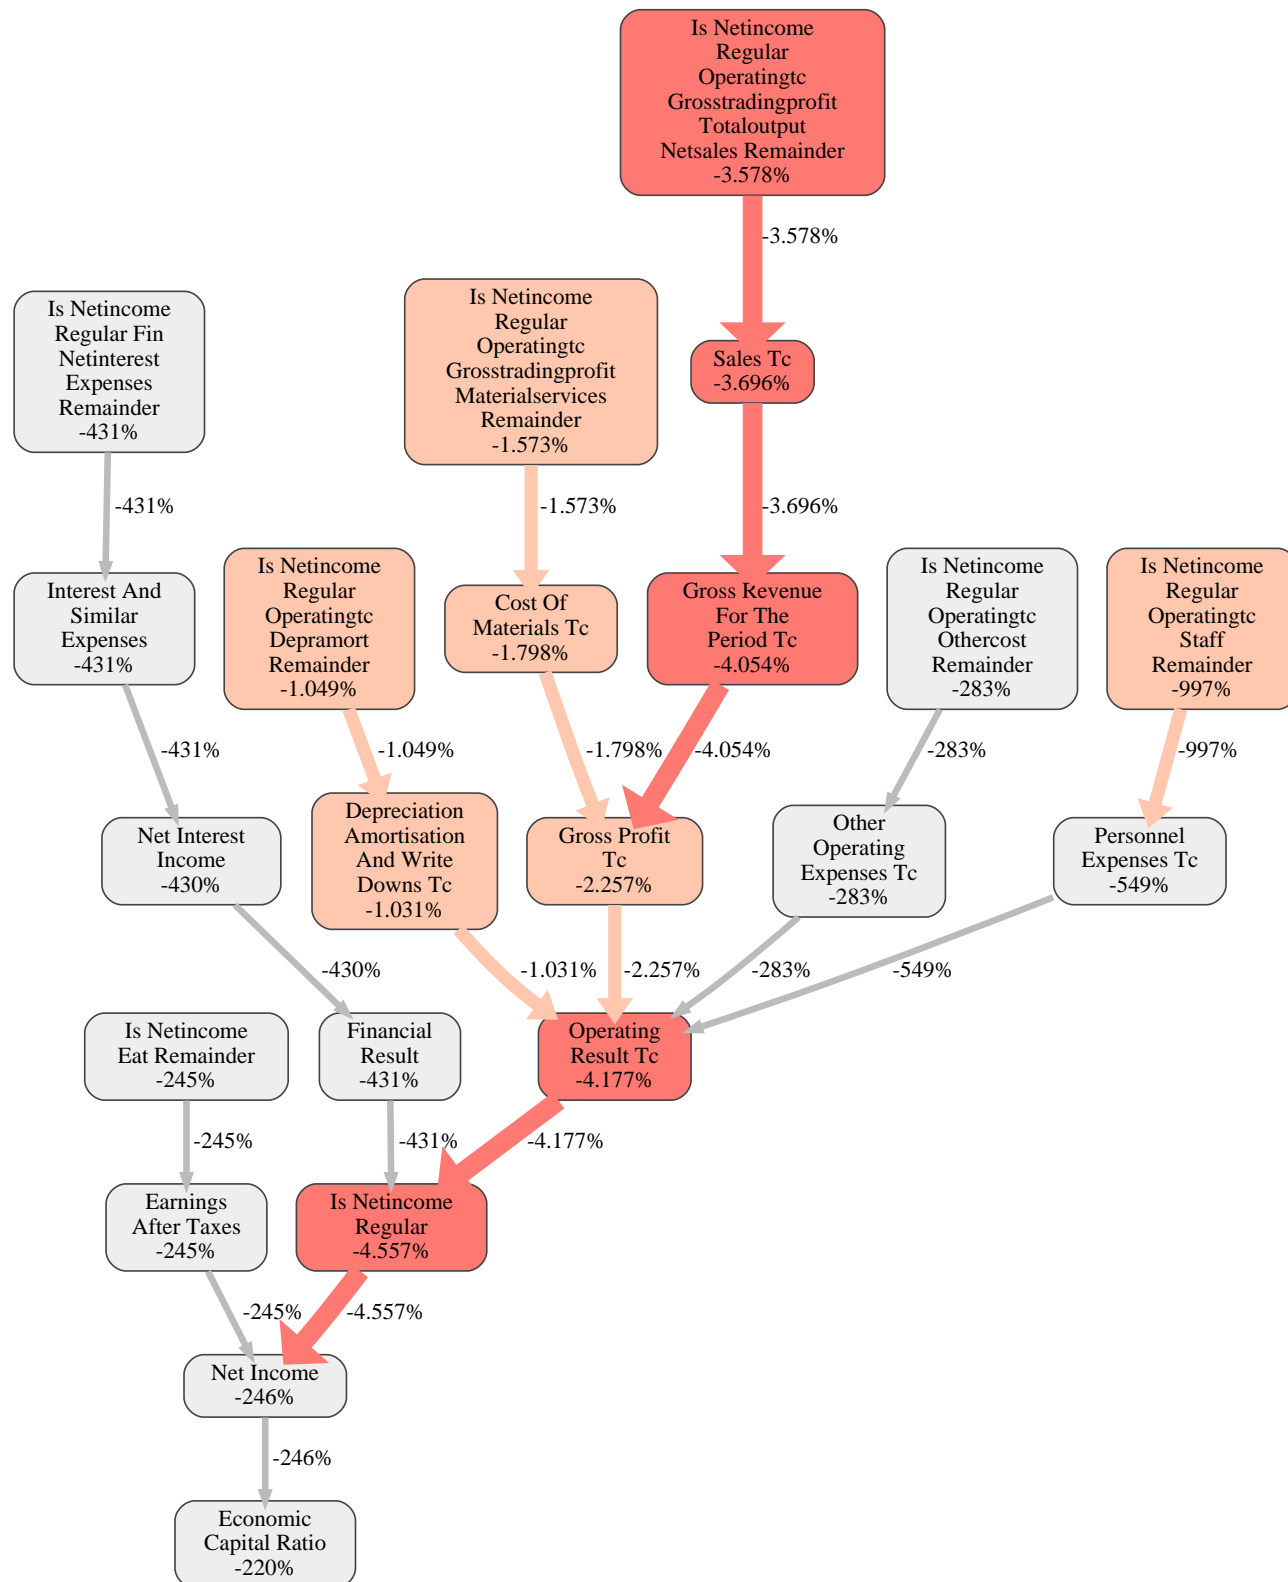 Is Netincome
Regular
Operatingtc
Grosstradingprofit
Totaloutput
Netsales Remainder
-3.578%
-3.578%
Is Netincome
Regular Fin
Netinterest
Expenses
Remainder
-431%
Is Netincome
Regular
Operatingtc
Grosstradingprofit
Materialservices
Remainder
-1.573%
Sales Tc
-3.696%
-431%
-1.573%
-3.696%
Interest And
Similar
Expenses
-431%
Is Netincome
Regular
Operatingtc
Depramort
Remainder
-1.049%
Cost Of
Materials Tc
-1.798%
Gross Revenue
For The
Period Tc
-4.054%
Is Netincome
Regular
Operatingtc
Othercost
Remainder
-283%
Is Netincome
Regular
Operatingtc
Staff
Remainder
-997%
-431%
-1.049%
-1.798%
-4.054%
-283%
-997%
Net Interest
Income
-430%
Depreciation
Amortisation
And Write
Downs Tc
-1.031%
Gross Profit
Tc
-2.257%
Other
Operating
Expenses Tc
-283%
Personnel
Expenses Tc
-549%
-430%
-1.031%
-2.257%
-283%
-549%
Is Netincome
Eat Remainder
-245%
Financial
Result
-431%
Operating
Result Tc
-4.177%
-245%
-431%
-4.177%
Earnings
After Taxes
-245%
Is Netincome
Regular
-4.557%
-245%
-4.557%
Net Income
-246%
-246%
Economic
Capital Ratio
-220%